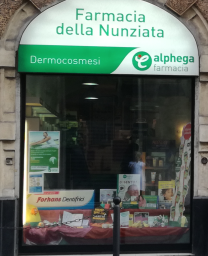 Farmacia
della Nunziata
Dermocosmesi
alphega
farmacia
Forhans